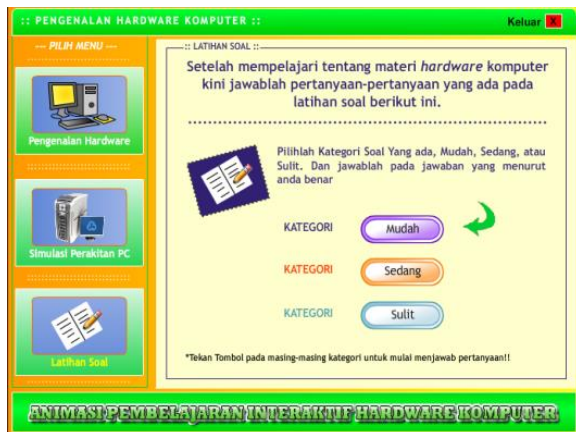 :: PENGENALAN HARDWARE KOMPUTER ::
Keluar X
--- PILIH MENU ---
Pengenalan Hardware
Simulasi Perakitan PC
Latihan Soal
:: LATIHAN SOAL ::
Setelah mempelajari tentang materi hardware komputer
kini jawablah pertanyaan-pertanyaan yang ada pada
latihan soal berikut ini.
Pilihlah Kategori Soal Yang ada, Mudah, Sedang, atau
Sulit. Dan jawablah pada jawaban yang menurut
anda benar
KATEGORI Mudah
KATEGORI Sedang
KATEGORI Sulit
*Tekan Tombol pada masing-masing kategori untuk mulai menjawab pertanyaan!!
ANIMASI PEMBELAJARAN INTERAKTIF HARDWARE KOMPUTER